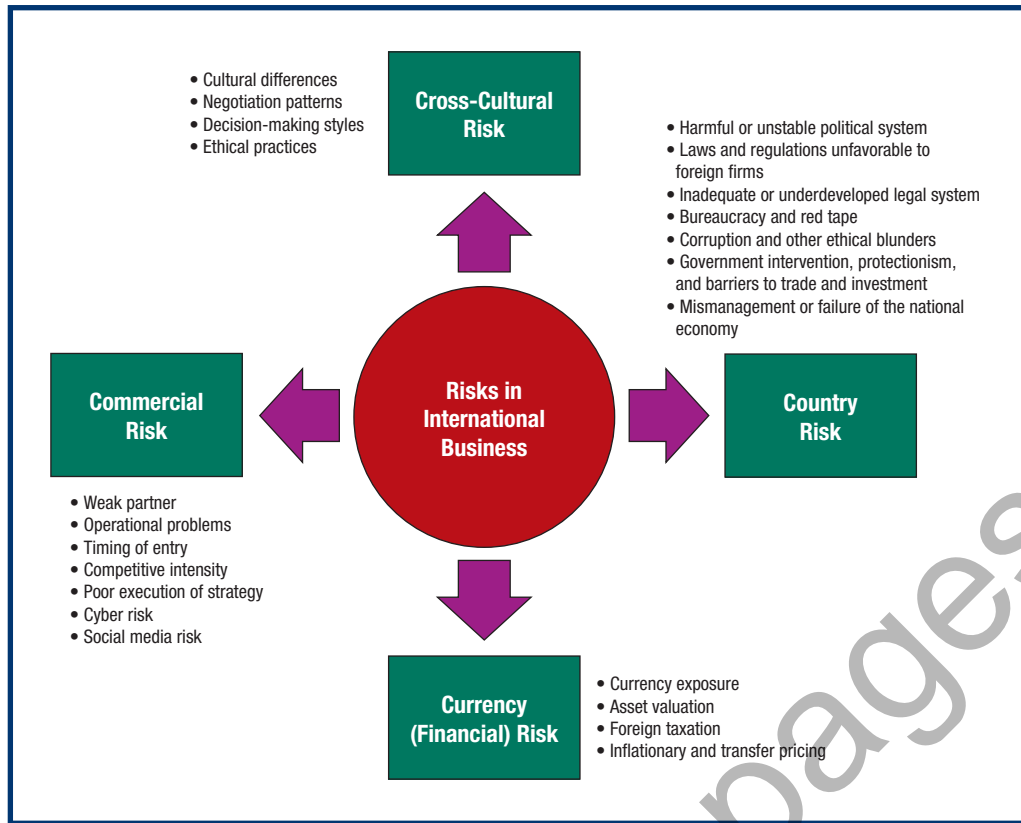 • Cultural differences
• Negotiation patterns
• Decision-making styles
• Ethical practices
Cross-Cultural
Risk
• Harmful or unstable political system
• Laws and regulations unfavorable to
foreign firms
• Inadequate or underdeveloped legal system
• Bureaucracy and red tape
• Corruption and other ethical blunders
• Government intervention, protectionism,
and barriers to trade and investment
• Mismanagement or failure of the national
economy
Commercial
Risk
Risks in
International
Business
Country
Risk
• Weak partner
• Operational problems
• Timing of entry
• Competitive intensity
• Poor execution of strategy
• Cyber risk
• Social media risk
Currency
(Financial) Risk
• Currency exposure
• Asset valuation
• Foreign taxation
• Inflationary and transfer pricing
pages